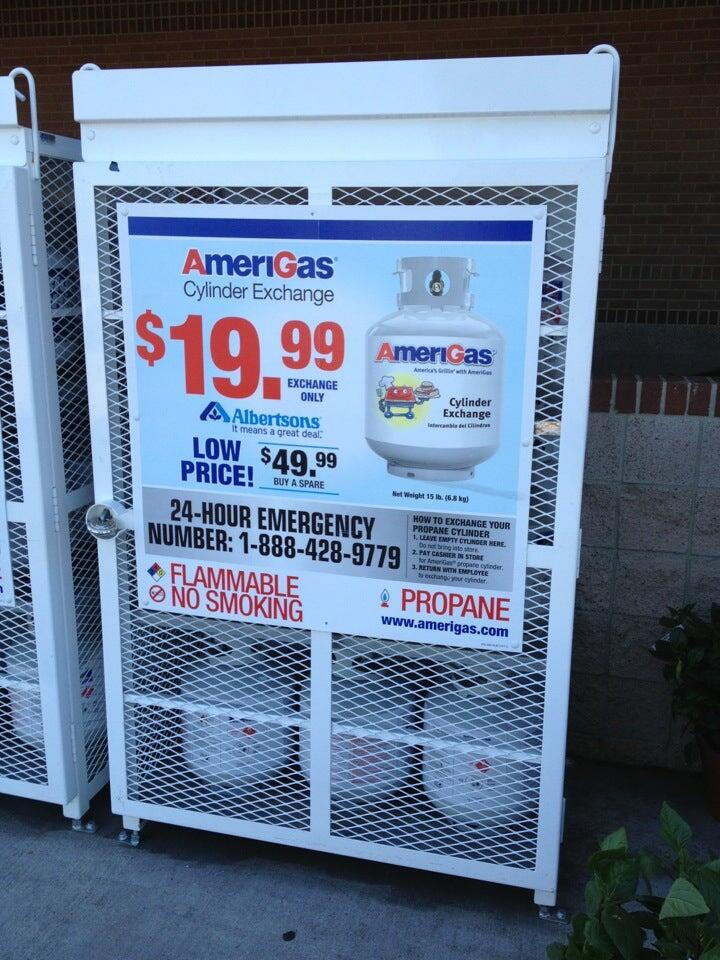 AmeriGas®
Cylinder Exchange
$19.99
EXCHANGE
ONLY
Albertsons®
It means a great deal.
LOW
PRICE!
$49.99
BUY A SPARE
AmeriGas
America's Grillin' with AmeriGas
Cylinder
Exchange
Intercambio del Cilindros
Net Weight 15 lb. (6.8 kg)
24-HOUR EMERGENCY
NUMBER: 1-888-428-9779
HOW TO EXCHANGE YOUR
PROPANE CYLINDER
1. LEAVE EMPTY CYLINDER HERE.
Do not bring into store.
2. PAY CASHIER IN STORE
for AmeriGas® propane cylinder.
3. RETURN WITH EMPLOYEE
to exchange your cylinder.
FLAMMABLE
NO SMOKING
PROPANE
www.amerigas.com